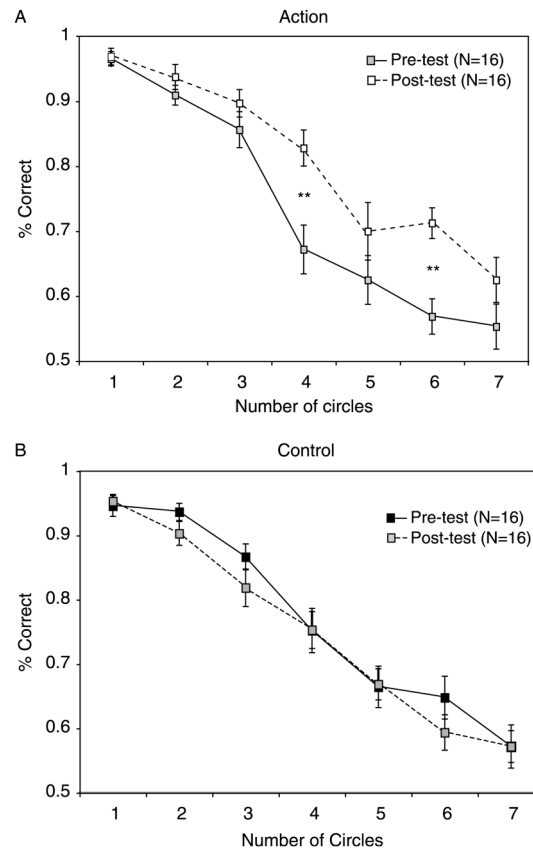 A
Action
1
Pre-test (N=16)
Post-test (N=16)
0.9
0.8
% Correct
**
0.7
**
0.6
0.5
1 2 3 4 5 6 7
Number of circles
B
Control
1
Pre-test (N=16)
Post-test (N=16)
0.9
0.8
% Correct
0.7
0.6
0.5
1 2 3 4 5 6 7
Number of Circles